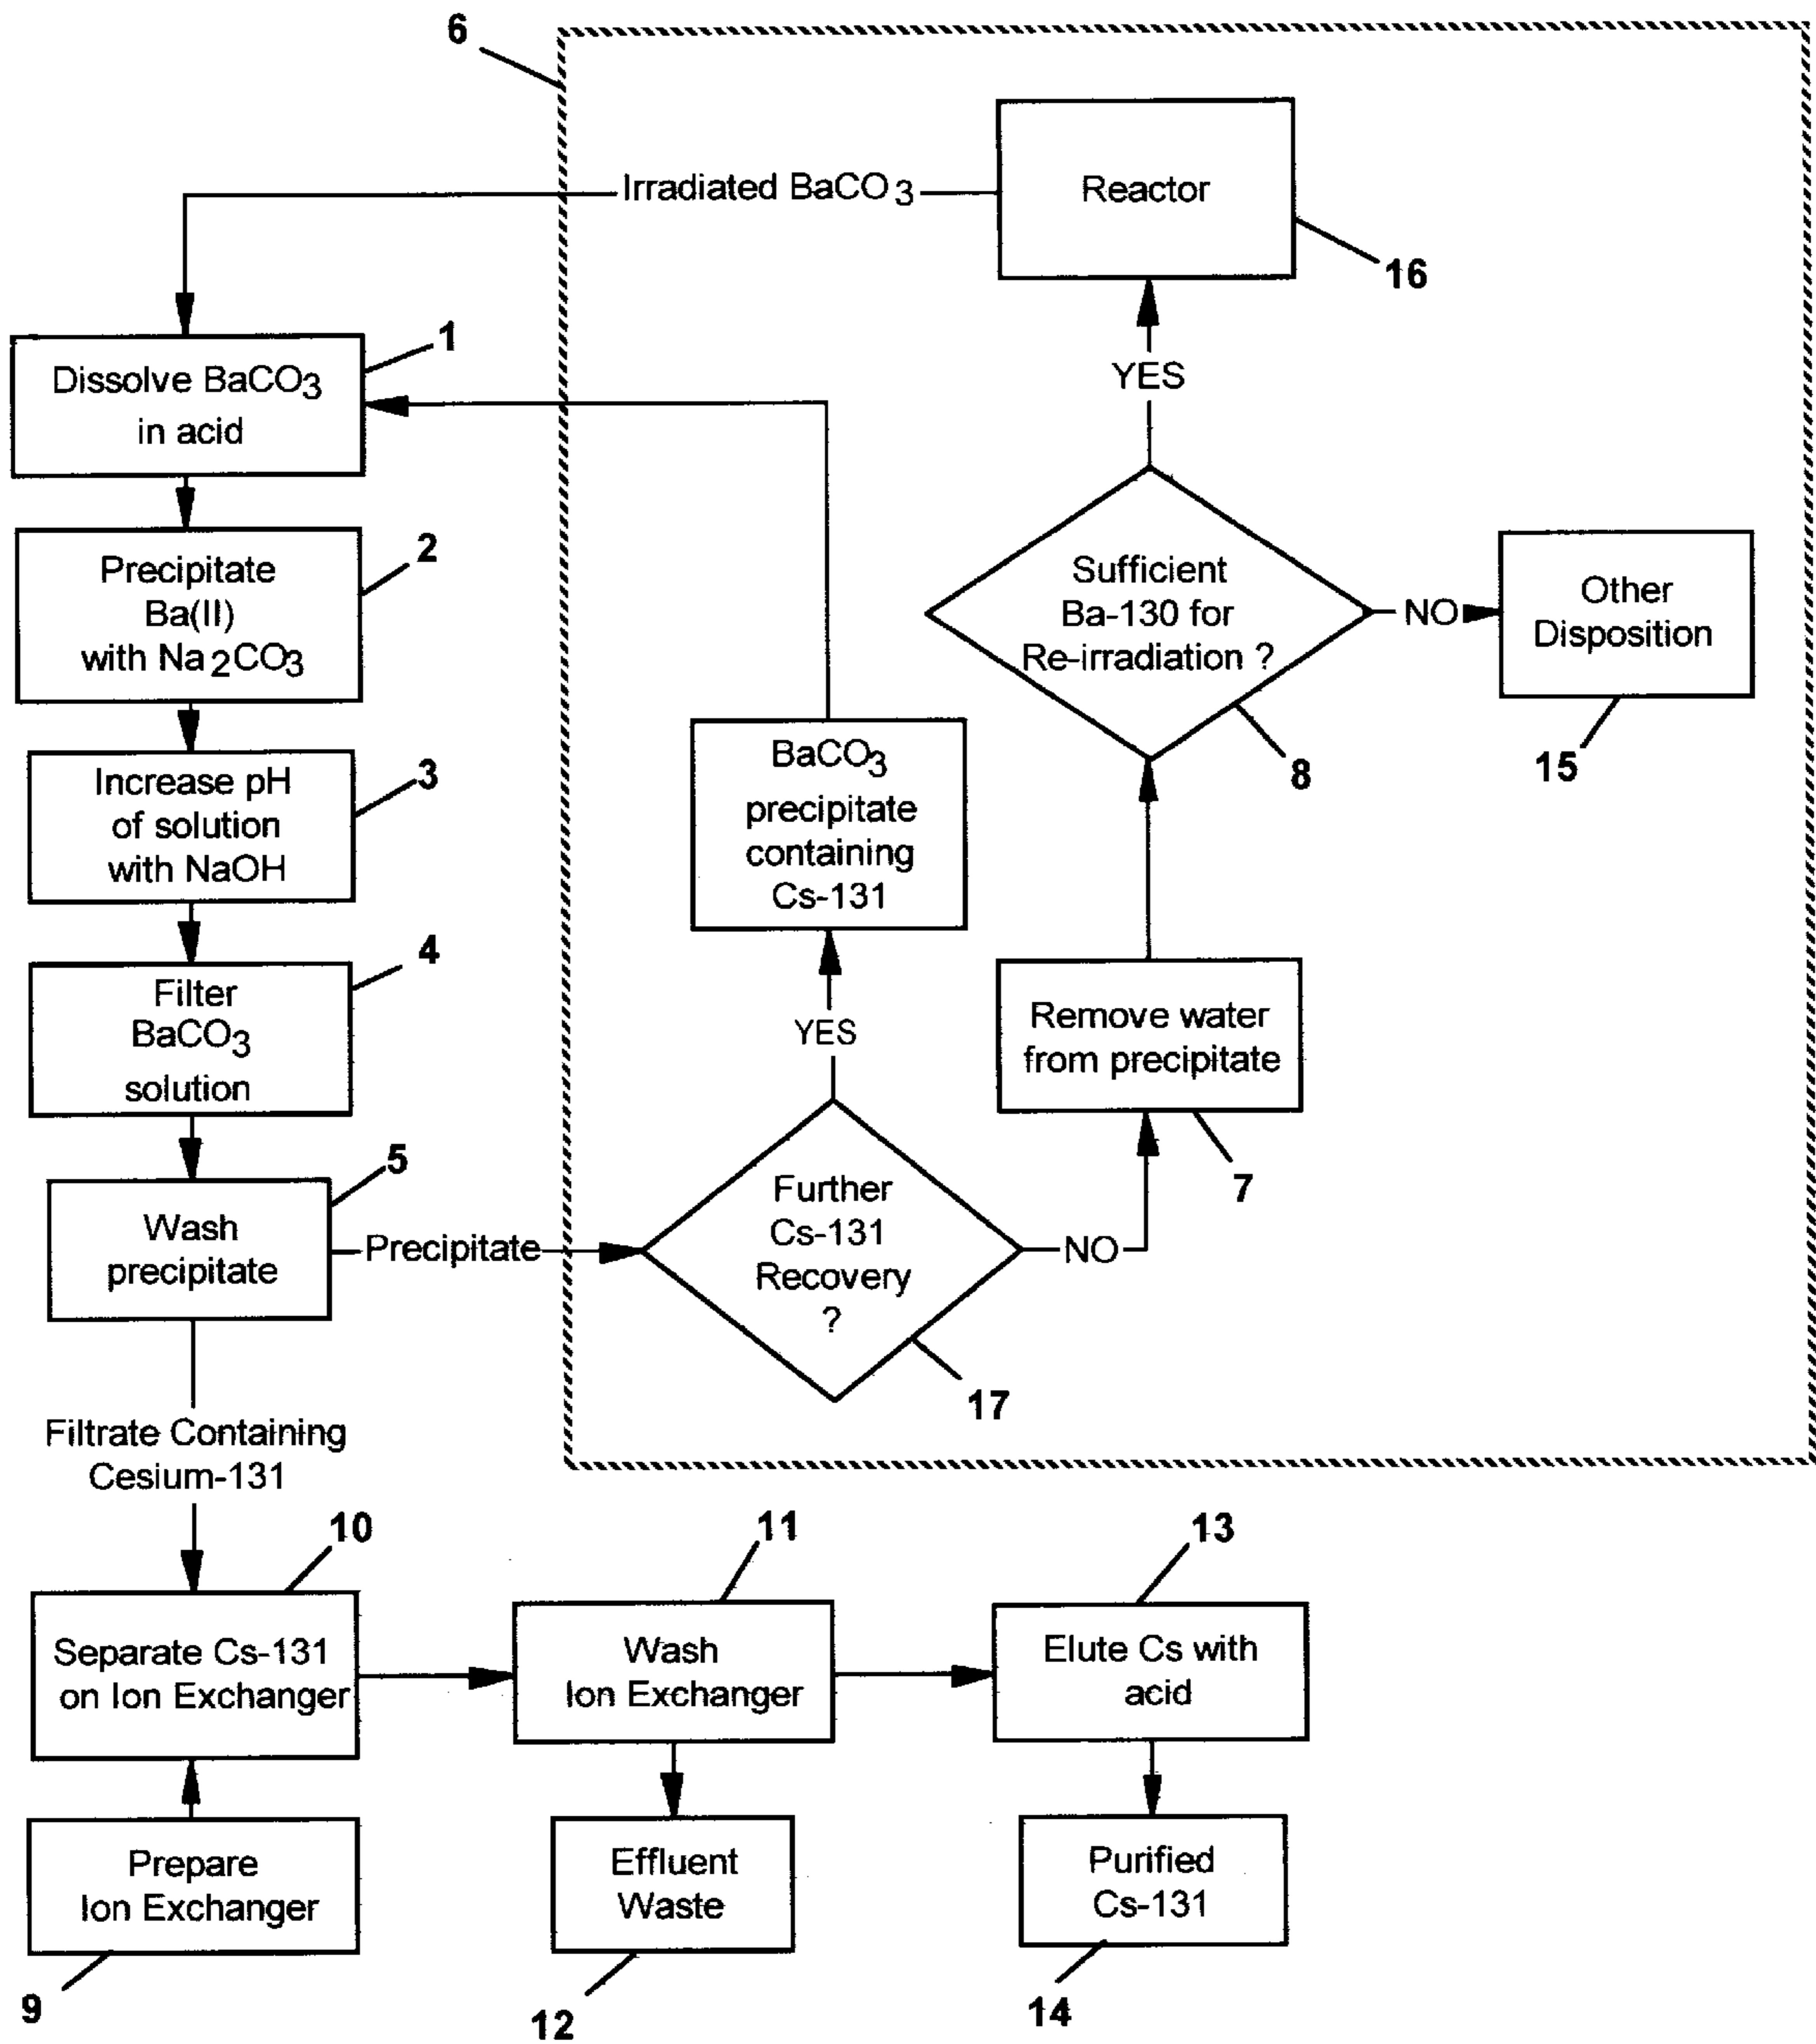 6
Irradiated BaCO3
Reactor
16
1
Dissolve BaCO3
in acid
2
Precipitate
Ba(II)
with Na2CO3
YES
Sufficient
Ba-130 for
Re-irradiation ?
8
NO
Other
Disposition
15
3
Increase pH
of solution
with NaOH
BaCO3
precipitate
containing
Cs-131
4
Filter
BaCO3
solution
YES
Remove water
from precipitate
7
5
Wash
precipitate
Precipitate
Further
Cs-131
Recovery
?
NO
17
Filtrate Containing
Cesium-131
10
Separate Cs-131
on Ion Exchanger
11
Wash
Ion Exchanger
13
Elute Cs with
acid
Prepare
Ion Exchanger
9
Effluent
Waste
12
Purified
Cs-131
14